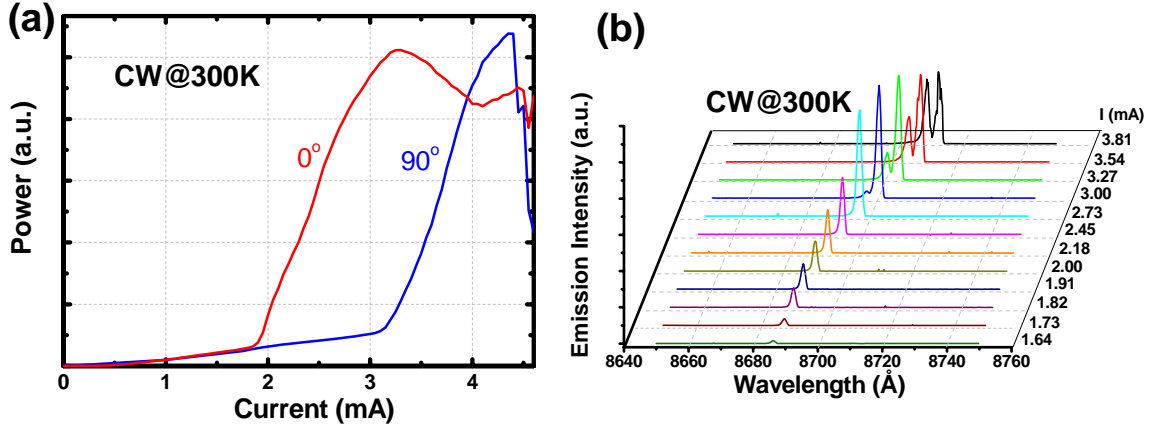 (a)
CW@300K
0°
90°
Power (a.u.)
0 1 2 3 4
Current (mA)
(b)
CW@300K
I (mA)
3.81
3.54
3.27
3.00
2.73
2.45
2.18
2.00
1.91
1.82
1.73
1.64
Emission Intensity (a.u.)
8640 8660 8680 8700 8720 8740 8760
Wavelength (Å)